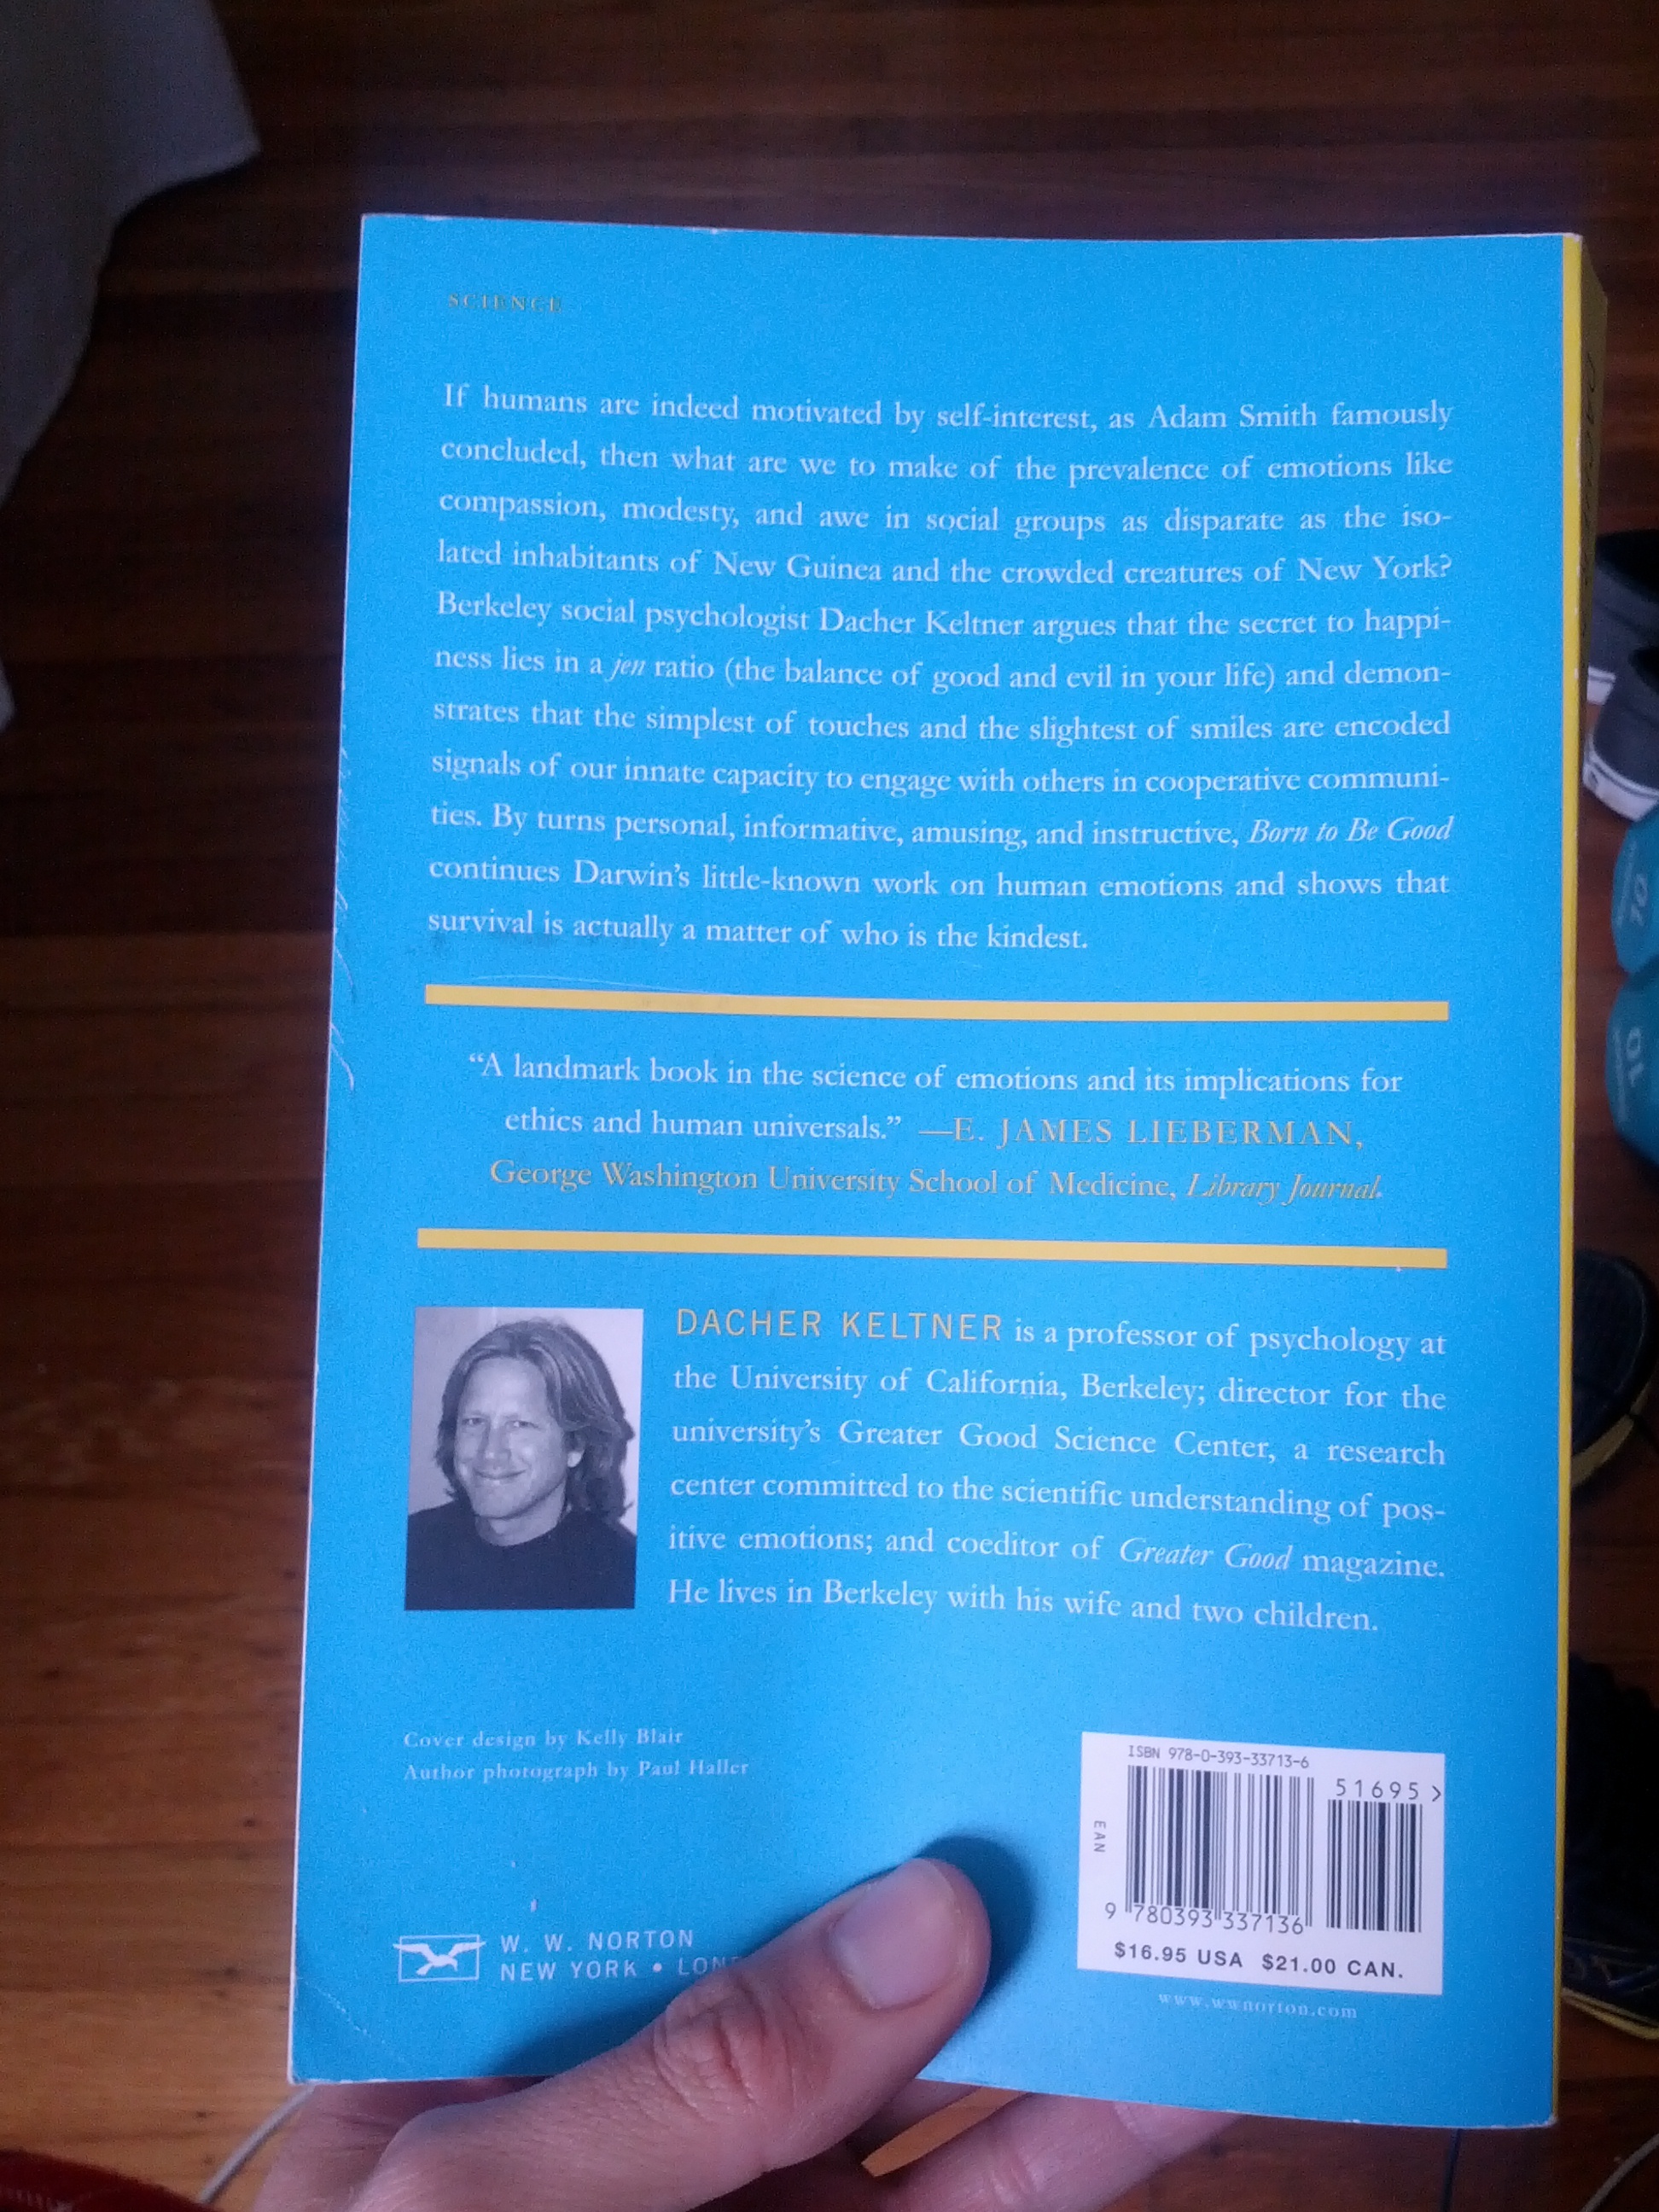 SCIENCE
If humans are indeed motivated by self-interest, as Adam Smith famously
concluded, then what are we to make of the prevalence of emotions like
compassion, modesty, and awe in social groups as disparate as the iso-
lated inhabitants of New Guinea and the crowded creatures of New York?
Berkeley social psychologist Dacher Keltner argues that the secret to happi-
ness lies in a jen ratio (the balance of good and evil in your life) and demon-
strates that the simplest of touches and the slightest of smiles are encoded
signals of our innate capacity to engage with others in cooperative communi-
ties. By turns personal, informative, amusing, and instructive, Born to Be Good
continues Darwin's little-known work on human emotions and shows that
survival is actually a matter of who is the kindest.
“A landmark book in the science of emotions and its implications for
ethics and human universals.” —E. JAMES LIEBERMAN,
George Washington University School of Medicine, Library Journal
DACHER KELTNER is a professor of psychology at
the University of California, Berkeley; director for the
university's Greater Good Science Center, a research
center committed to the scientific understanding of pos-
itive emotions; and coeditor of Greater Good magazine.
He lives in Berkeley with his wife and two children.
Cover design by Kelly Blair
Author photograph by Paul Haller
W. W. NORTON
NEW YORK •
ISBN 978-0-393-33713-6
51695 >
EAN
9 780393 337136
$16.95 USA $21.00 CAN.
www.wwnorton.com
10
10